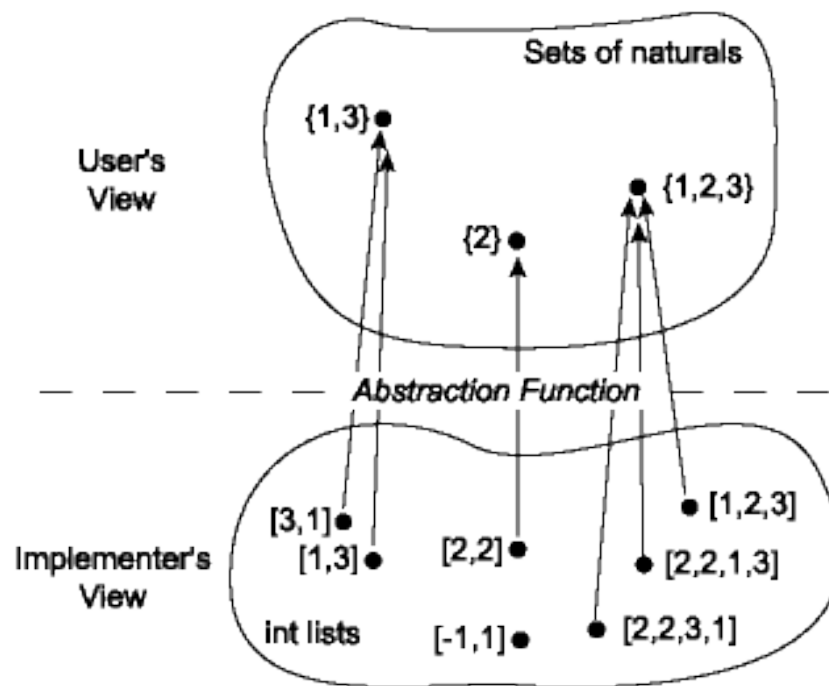 Sets of naturals
{1,3}
User's
View
{1,2,3}
{2}
Abstraction Function
[3,1]
[1,2,3]
[1,3]
[2,2]
[2,2,1,3]
Implementer's
View
int lists
[-1,1]
[2,2,3,1]